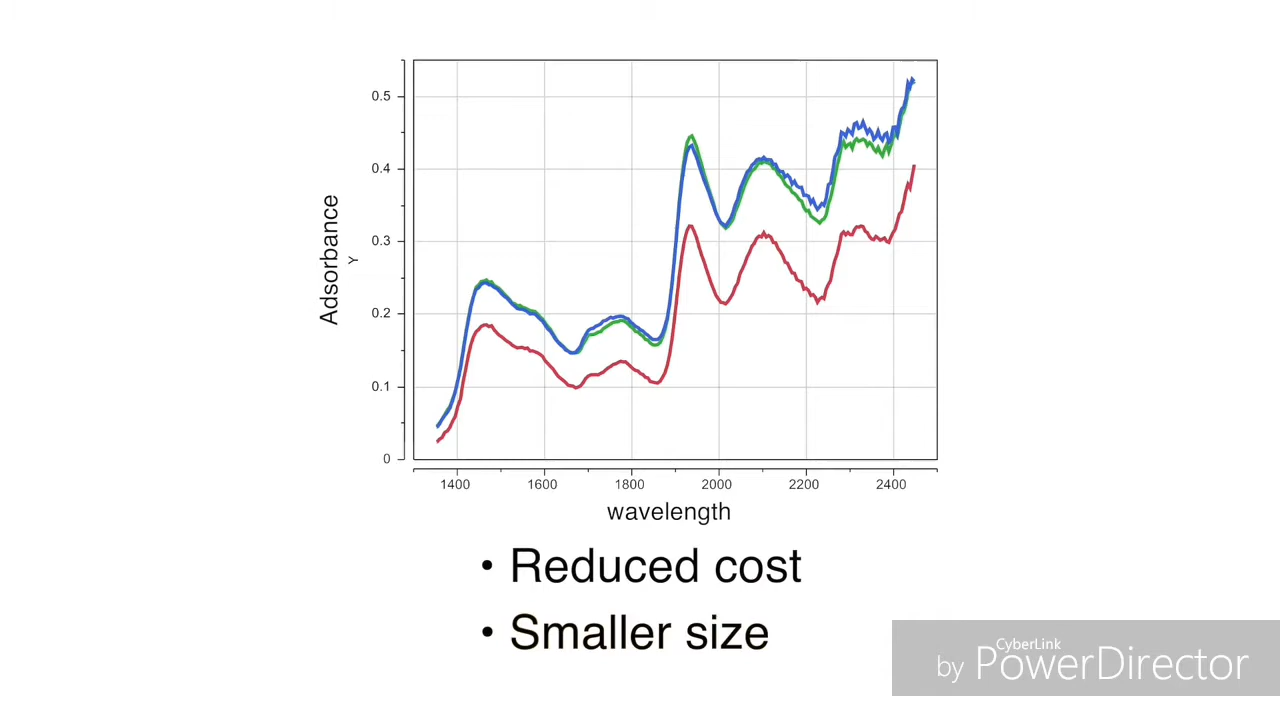 0.5
0.4
0.3
0.2
0.1
0
Adsorbance
Y
1400 1600 1800 2000 2200 2400
wavelength
• Reduced cost
• Smaller size
CyberLink
by PowerDirector